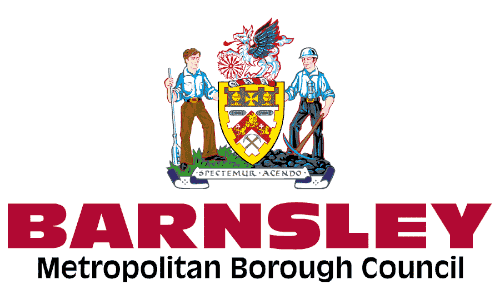 SPECTEMUR · AGENDO
BARNSLEY
Metropolitan Borough Council